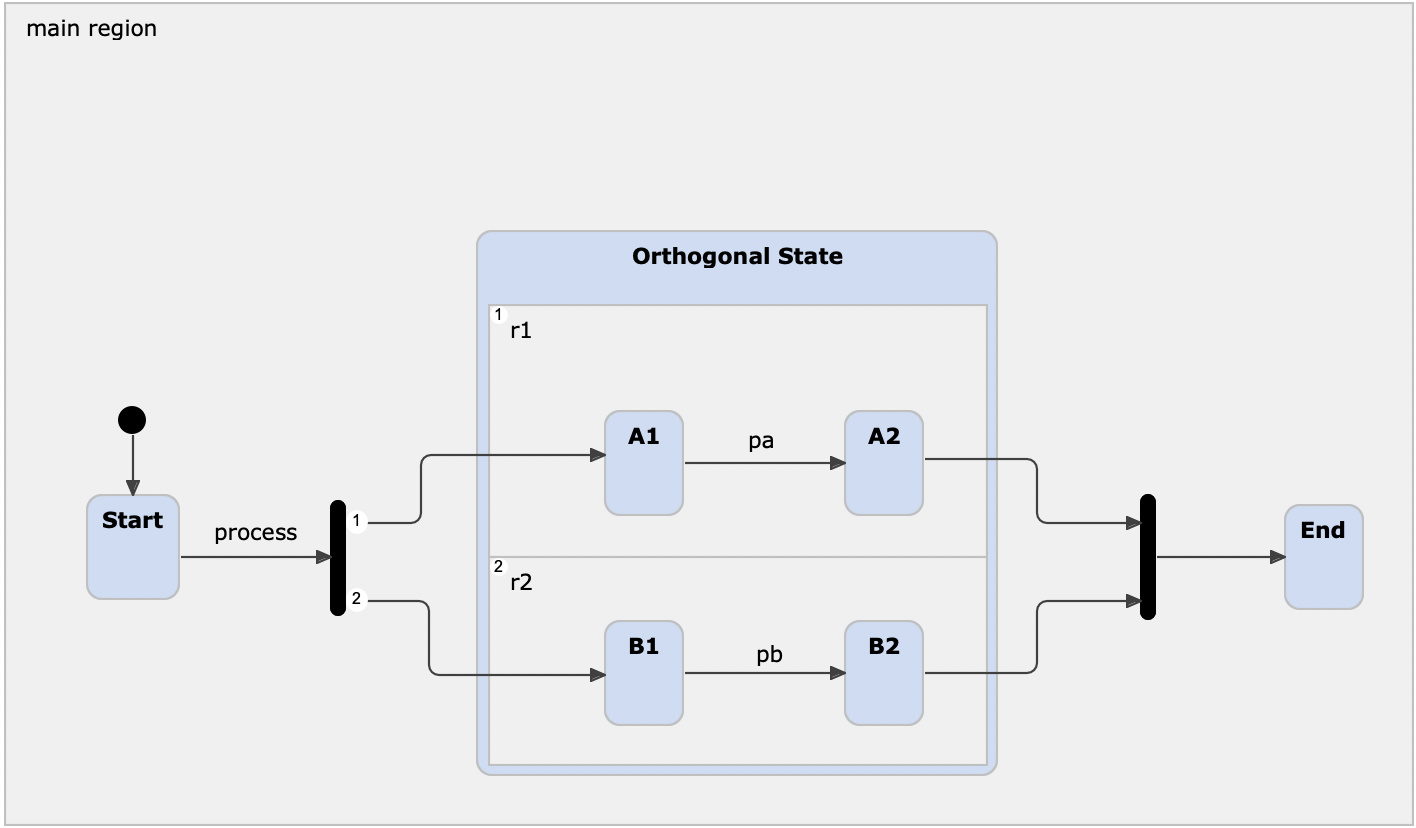 main region
Orthogonal State
1
r1
A1
pa
A2
Start
process
1
2
End
2
r2
B1
pb
B2